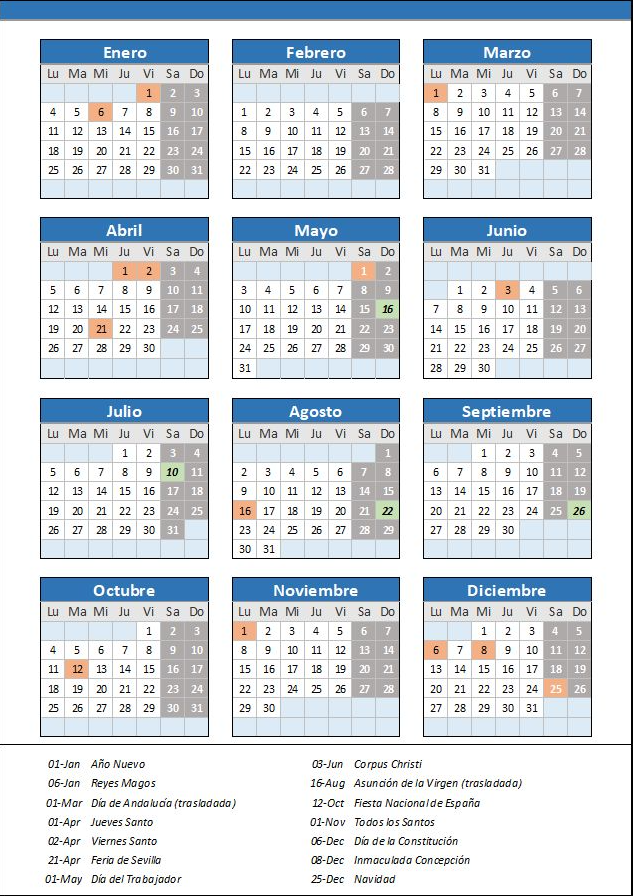 Enero
Lu Ma Mi Ju Vi Sa Do
1 2 3
4 5 6 7 8 9 10
11 12 13 14 15 16 17
18 19 20 21 22 23 24
25 26 27 28 29 30 31
Febrero
Lu Ma Mi Ju Vi Sa Do
1 2 3 4 5 6 7
8 9 10 11 12 13 14
15 16 17 18 19 20 21
22 23 24 25 26 27 28
Marzo
Lu Ma Mi Ju Vi Sa Do
1 2 3 4 5 6 7
8 9 10 11 12 13 14
15 16 17 18 19 20 21
22 23 24 25 26 27 28
29 30 31
Abril
Lu Ma Mi Ju Vi Sa Do
1 2 3 4
5 6 7 8 9 10 11
12 13 14 15 16 17 18
19 20 21 22 23 24 25
26 27 28 29 30
Mayo
Lu Ma Mi Ju Vi Sa Do
1 2
3 4 5 6 7 8 9
10 11 12 13 14 15 16
17 18 19 20 21 22 23
24 25 26 27 28 29 30
31
Junio
Lu Ma Mi Ju Vi Sa Do
1 2 3 4 5 6
7 8 9 10 11 12 13
14 15 16 17 18 19 20
21 22 23 24 25 26 27
28 29 30
Julio
Lu Ma Mi Ju Vi Sa Do
1 2 3 4
5 6 7 8 9 10 11
12 13 14 15 16 17 18
19 20 21 22 23 24 25
26 27 28 29 30 31
Agosto
Lu Ma Mi Ju Vi Sa Do
1
2 3 4 5 6 7 8
9 10 11 12 13 14 15
16 17 18 19 20 21 22
23 24 25 26 27 28 29
30 31
Septiembre
Lu Ma Mi Ju Vi Sa Do
1 2 3 4 5
6 7 8 9 10 11 12
13 14 15 16 17 18 19
20 21 22 23 24 25 26
27 28 29 30
Octubre
Lu Ma Mi Ju Vi Sa Do
1 2 3
4 5 6 7 8 9 10
11 12 13 14 15 16 17
18 19 20 21 22 23 24
25 26 27 28 29 30 31
Noviembre
Lu Ma Mi Ju Vi Sa Do
1 2 3 4 5 6 7
8 9 10 11 12 13 14
15 16 17 18 19 20 21
22 23 24 25 26 27 28
29 30
Diciembre
Lu Ma Mi Ju Vi Sa Do
1 2 3 4 5
6 7 8 9 10 11 12
13 14 15 16 17 18 19
20 21 22 23 24 25 26
27 28 29 30 31
01-Jan Año Nuevo
06-Jan Reyes Magos
01-Mar Día de Andalucía (trasladada)
01-Apr Jueves Santo
02-Apr Viernes Santo
21-Apr Feria de Sevilla
01-May Día del Trabajador
03-Jun Corpus Christi
16-Aug Asunción de la Virgen (trasladada)
12-Oct Fiesta Nacional de España
01-Nov Todos los Santos
06-Dec Día de la Constitución
08-Dec Inmaculada Concepción
25-Dec Navidad